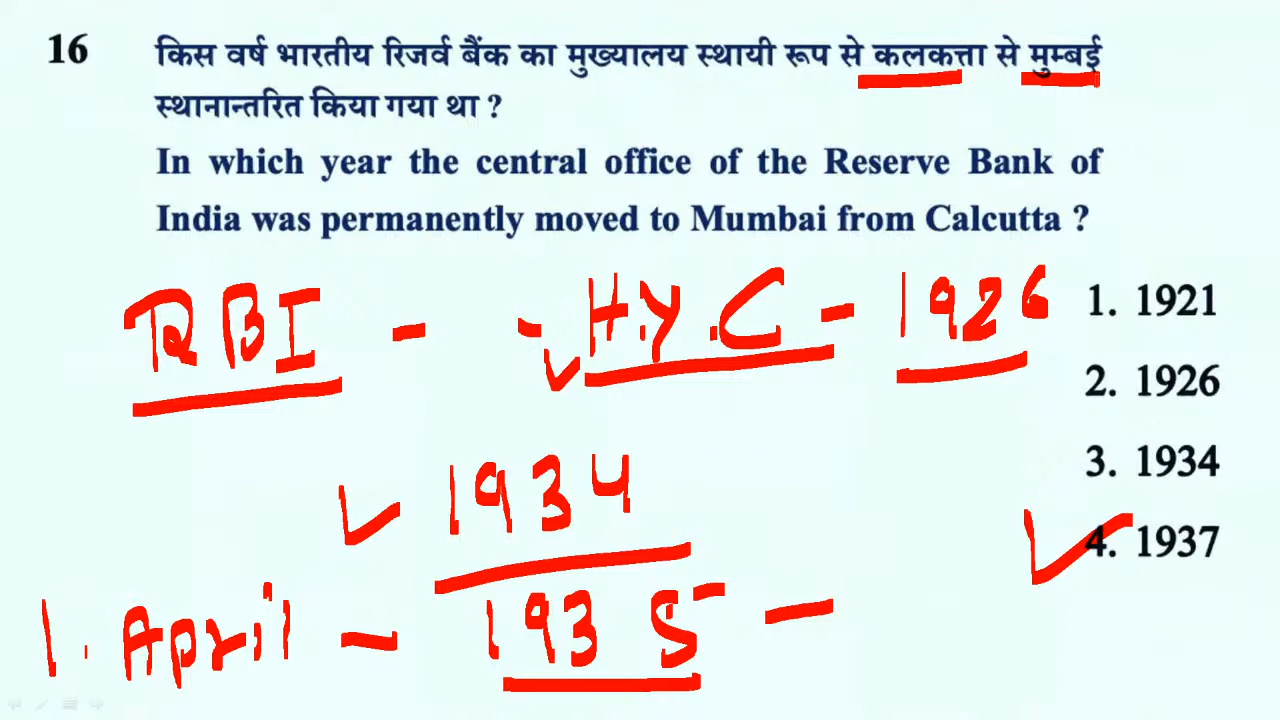 16 किस वर्ष भारतीय रिजर्व बैंक का मुख्यालय स्थायी रूप से कलकत्ता से मुम्बई
स्थानान्तरित किया गया था ?
In which year the central office of the Reserve Bank of
India was permanently moved to Mumbai from Calcutta ?
RBI - - H.Y.C - 1926
1934
1. April - 1935 -
1. 1921
2. 1926
3. 1934
4. 1937